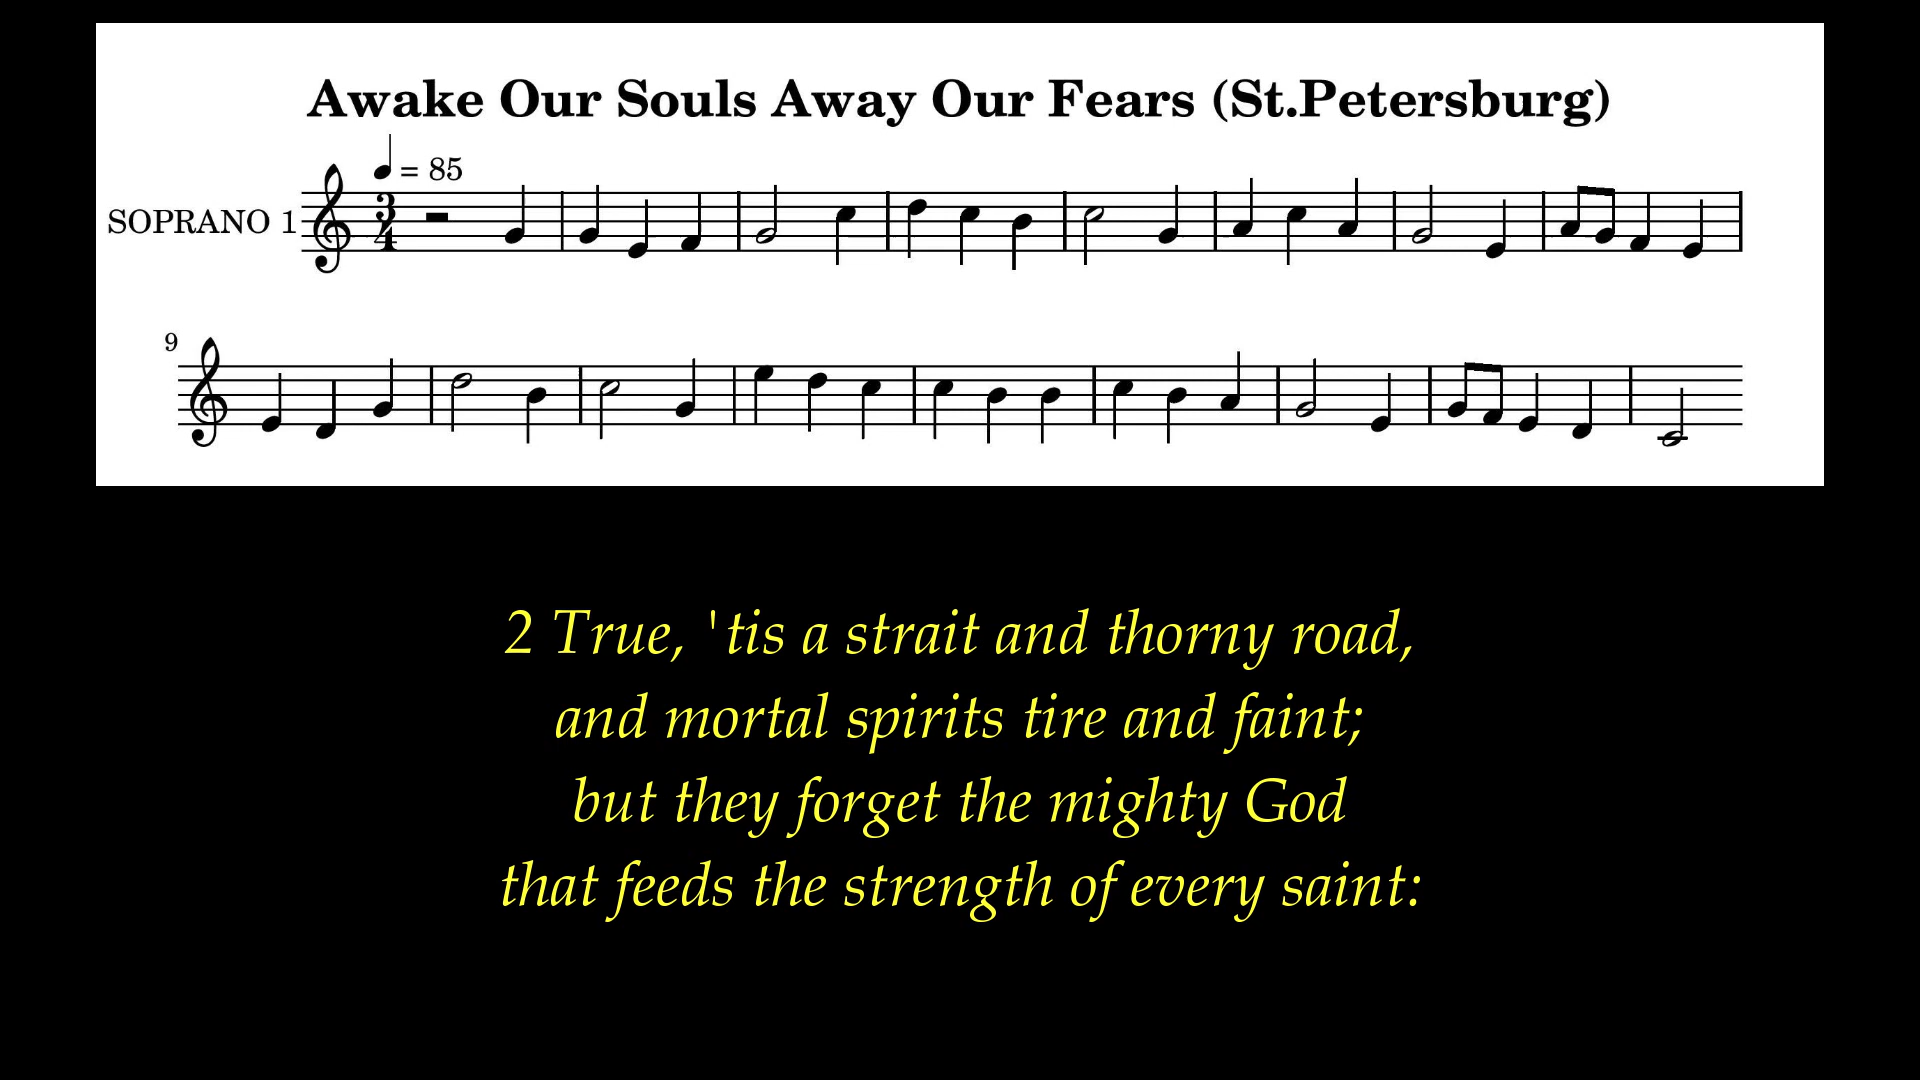 Awake Our Souls Away Our Fears (St.Petersburg)
= 85
SOPRANO 1
3
4
9
2 True, 'tis a strait and thorny road,
and mortal spirits tire and faint;
but they forget the mighty God
that feeds the strength of every saint: